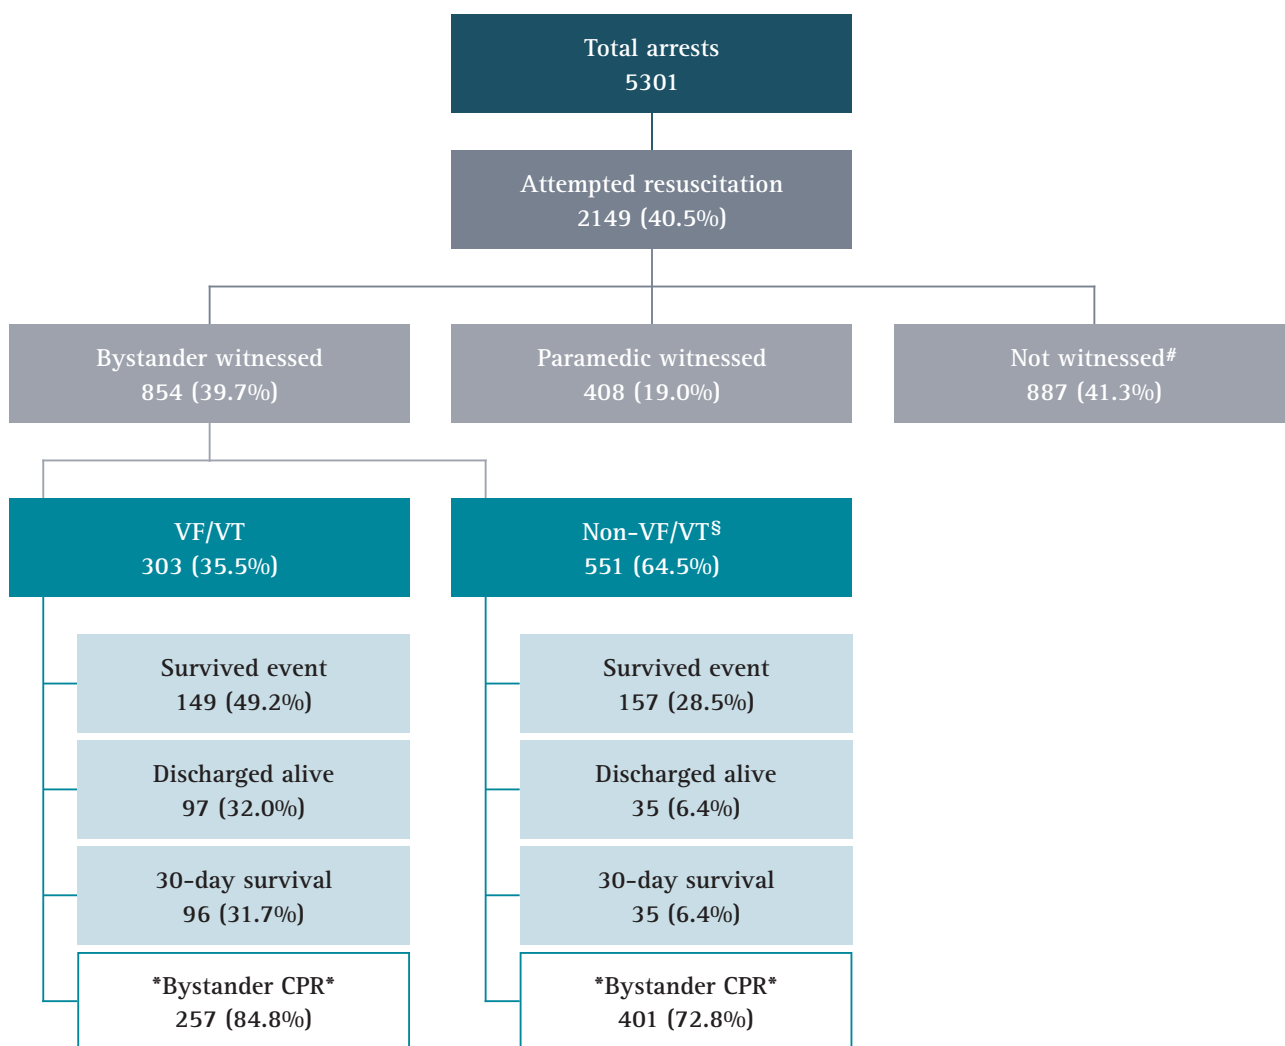 Total arrests
5301
Attempted resuscitation
2149 (40.5%)
Bystander witnessed
854 (39.7%)
Paramedic witnessed
408 (19.0%)
Not witnessed#
887 (41.3%)
VF/VT
303 (35.5%)
Non-VF/VT§
551 (64.5%)
Survived event
149 (49.2%)
Discharged alive
97 (32.0%)
30-day survival
96 (31.7%)
*Bystander CPR*
257 (84.8%)
Survived event
157 (28.5%)
Discharged alive
35 (6.4%)
30-day survival
35 (6.4%)
*Bystander CPR*
401 (72.8%)